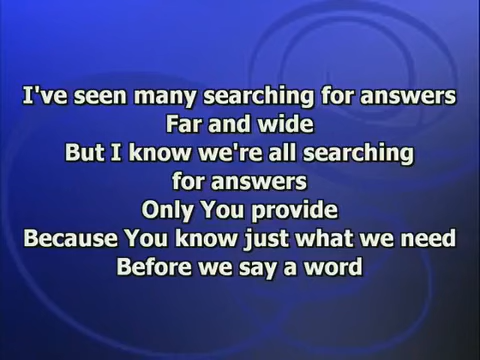 I've seen many searching for answers
Far and wide
But I know we're all searching
for answers
Only You provide
Because You know just what we need
Before we say a word